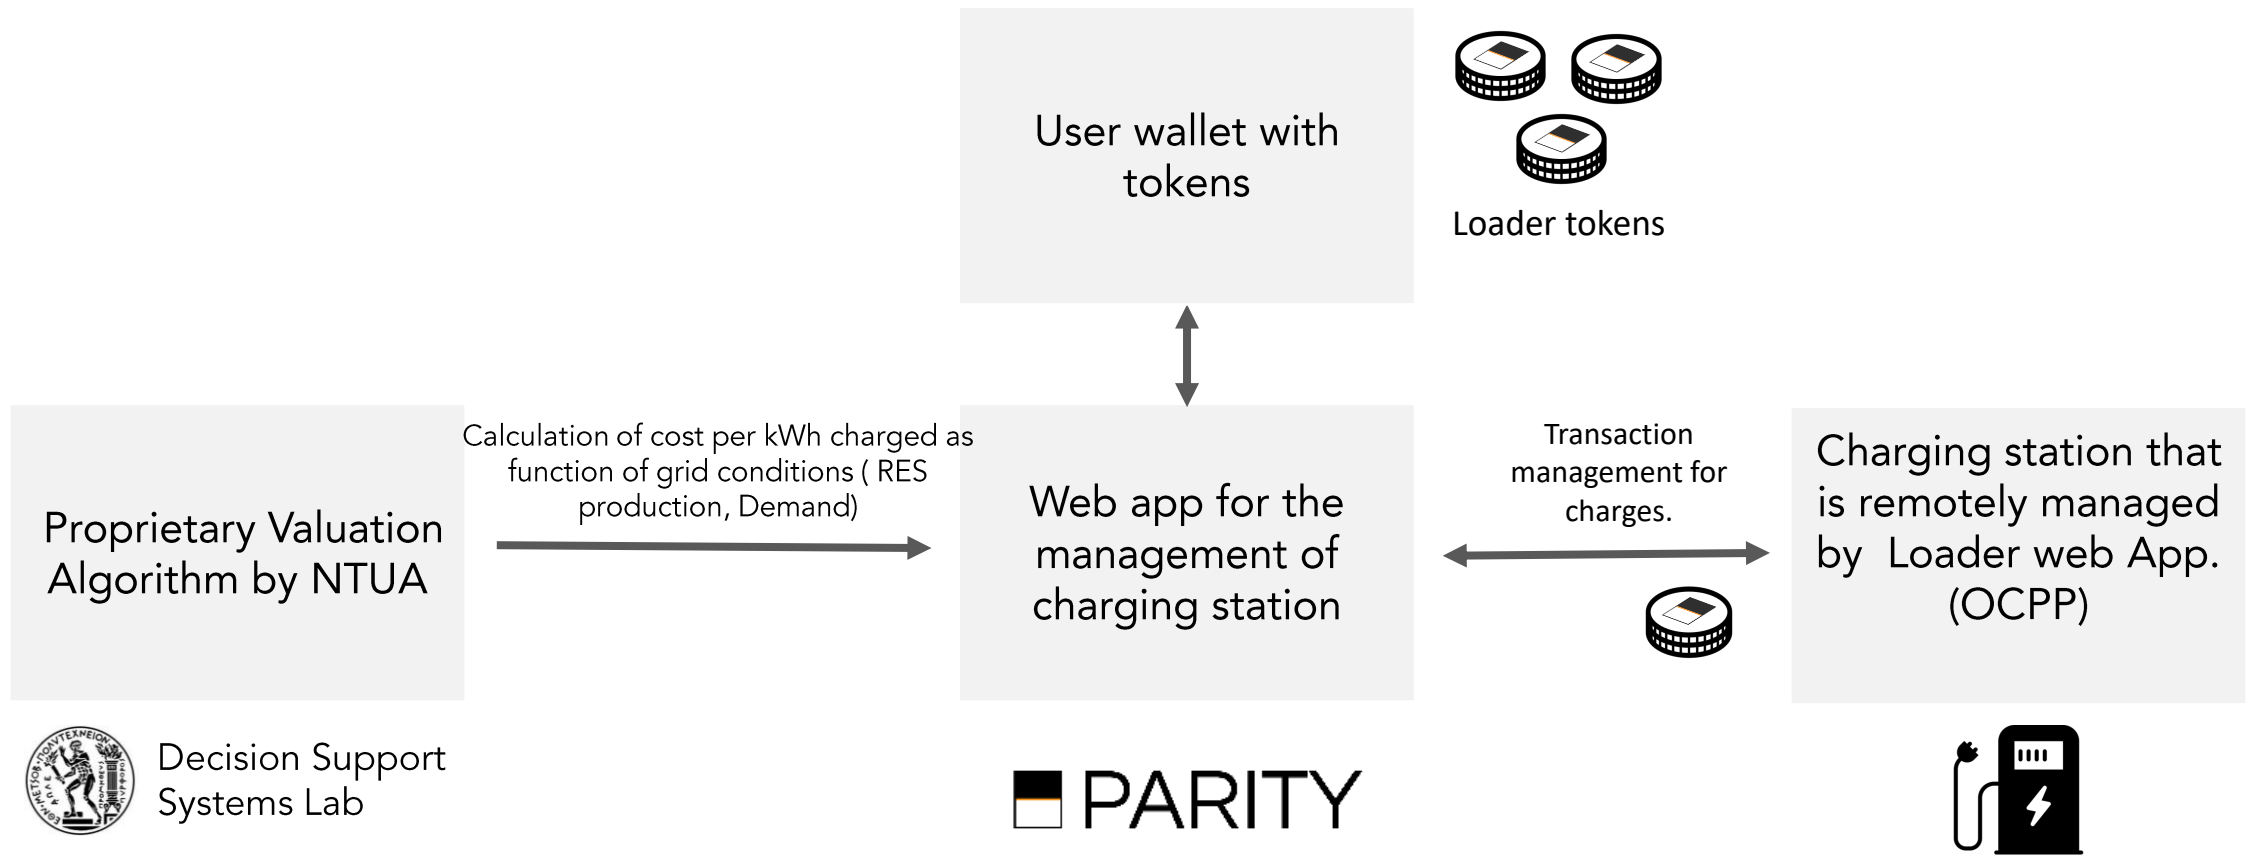 User wallet with
tokens
Loader tokens
Calculation of cost per kWh charged as
function of grid conditions ( RES
production, Demand)
Proprietary Valuation
Algorithm by NTUA
Web app for the
management of
charging station
Transaction
management for
charges.
Charging station that
is remotely managed
by Loader web App.
(OCPP)
Decision Support
Systems Lab
PARITY